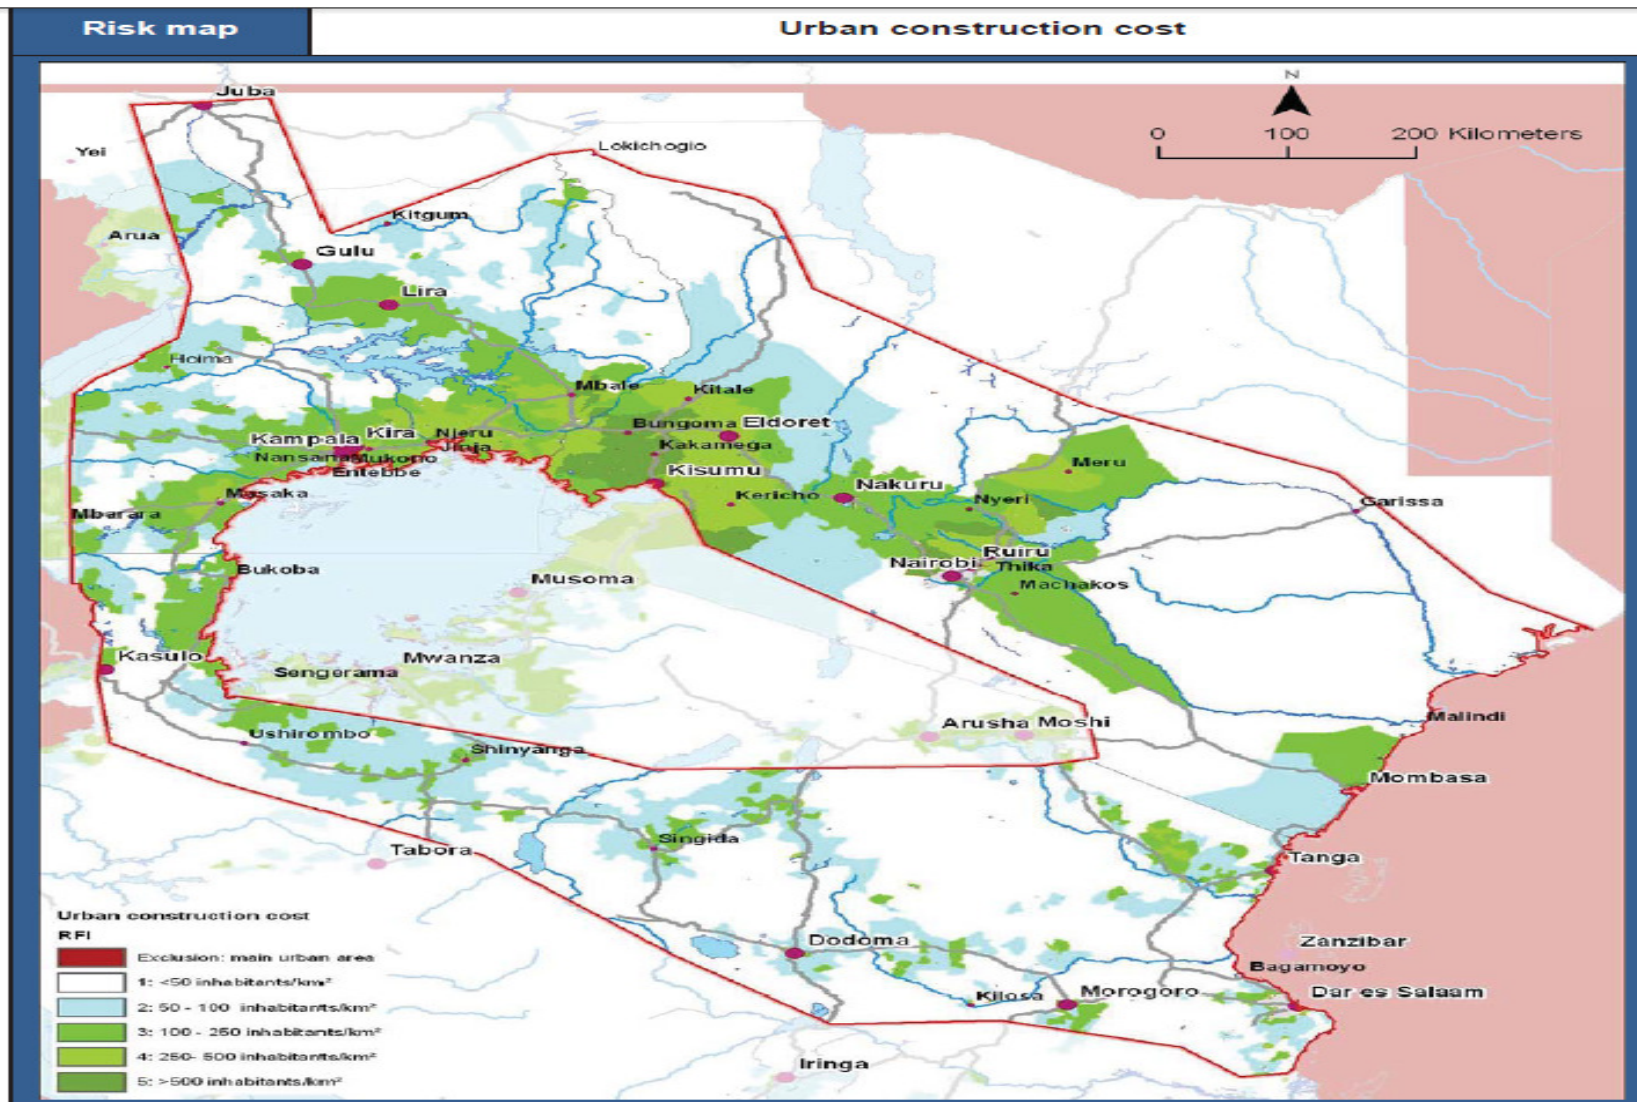 Risk map
Urban construction cost
N
0 100 200 Kilometers
Juba
Yei
Lokichogio
Arua
Kitgum
Gulu
Lira
Hoima
Mbale
Kitale
Bungoma
Eldoret
Kampala
Kira
Njeru
Jinja
Kakamega
Nansana
Mukono
Entebbe
Kisumu
Meru
Masaka
Kericho
Nakuru
Nyeri
Garissa
Mbarara
Ruiru
Nairobi
Thika
Bukoba
Musoma
Machakos
Kasulo
Mwanza
Sengerama
Arusha
Moshi
Malindi
Ushirombo
Shinyanga
Mombasa
Singida
Tabora
Tanga
Dodoma
Zanzibar
Bagamoyo
Kilosa
Morogoro
Dar es Salaam
Iringa
Urban construction cost
RFI
Exclusion: main urban area
1: <50 inhabitants/km²
2: 50 - 100 inhabitants/km²
3: 100 - 250 inhabitants/km²
4: 250- 500 inhabitants/km²
5: >500 inhabitants/km²